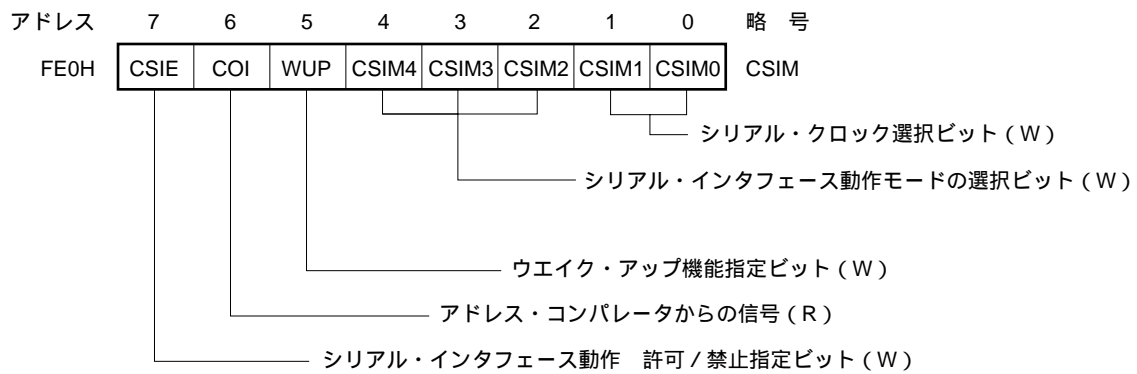 アドレス 7 6 5 4 3 2 1 0 略 号
FE0H CSIE COI WUP CSIM4 CSIM3 CSIM2 CSIM1 CSIM0 CSIM
シリアル・クロック選択ビット(W)
シリアル・インタフェース動作モードの選択ビット(W)
ウエイク・アップ機能指定ビット(W)
アドレス・コンパレータからの信号(R)
シリアル・インタフェース動作 許可/禁止指定ビット(W)